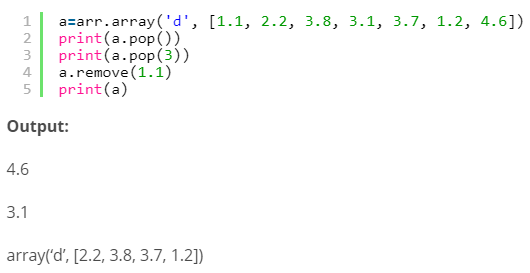 1 a=arr.array('d', [1.1, 2.2, 3.8, 3.1, 3.7, 1.2, 4.6])
2 print(a.pop())
3 print(a.pop(3))
4 a.remove(1.1)
5 print(a)
Output:
4.6
3.1
array(‘d’, [2.2, 3.8, 3.7, 1.2])